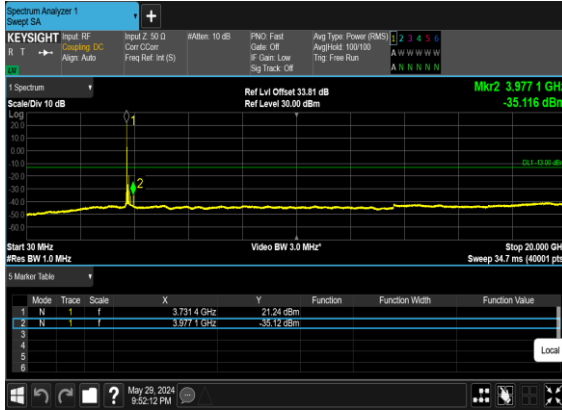 Spectrum Analyzer 1
Swept SA
+
KEYSIGHT
R T
Input: RF
Coupling: DC
Align: Auto
Input Z: 50 Ω
Corr CCorr
Freq Ref: Int (S)
#Atten: 10 dB
PNO: Fast
Gate: Off
IF Gain: Low
Sig Track: Off
Avg Type: Power (RMS)
Avg|Hold: 100/100
Trig: Free Run
1 2 3 4 5 6
A W W W W W
A N N N N N
1 Spectrum
Scale/Div 10 dB
Ref Lvl Offset 33.81 dB
Ref Level 30.00 dBm
Mkr2 3.977 1 GHz
-35.116 dBm
Log
20.0
10.0
0.00
-10.0
-20.0
-30.0
-40.0
-50.0
-60.0
1
2
DL1 -13.00 dBm
Start 30 MHz
#Res BW 1.0 MHz
Video BW 3.0 MHz*
Stop 20.000 GHz
Sweep 34.7 ms (40001 pts)
5 Marker Table
Mode Trace Scale X Y Function Function Width Function Value
1 N 1 f 3.731 4 GHz 21.24 dBm
2 N 1 f 3.977 1 GHz -35.12 dBm
3
4
5
6
Local
?
May 29, 2024
9:52:12 PM